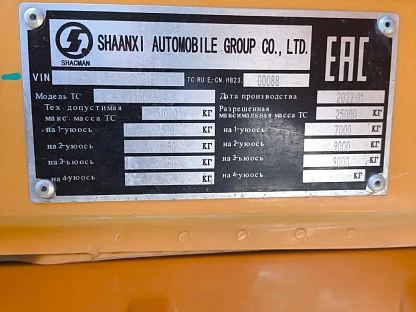 SHAANXI AUTOMOBILE GROUP CO., LTD.
SHACMAN
EAC
VIN
TC RU E-CN.HB23. 00088
Модель ТС
Дата производства 2022.01
Тех. допустимая макс. масса ТС КГ
Разрешенная максимальная масса ТС 25000 КГ
на 1-ую ось КГ
на 1-ую ось 7000 КГ
на 2-ую ось КГ
на 2-ую ось 9000 КГ
на 3-ую ось КГ
на 3-ую ось 9000 КГ
на 4-ую ось КГ
на 4-ую ось КГ